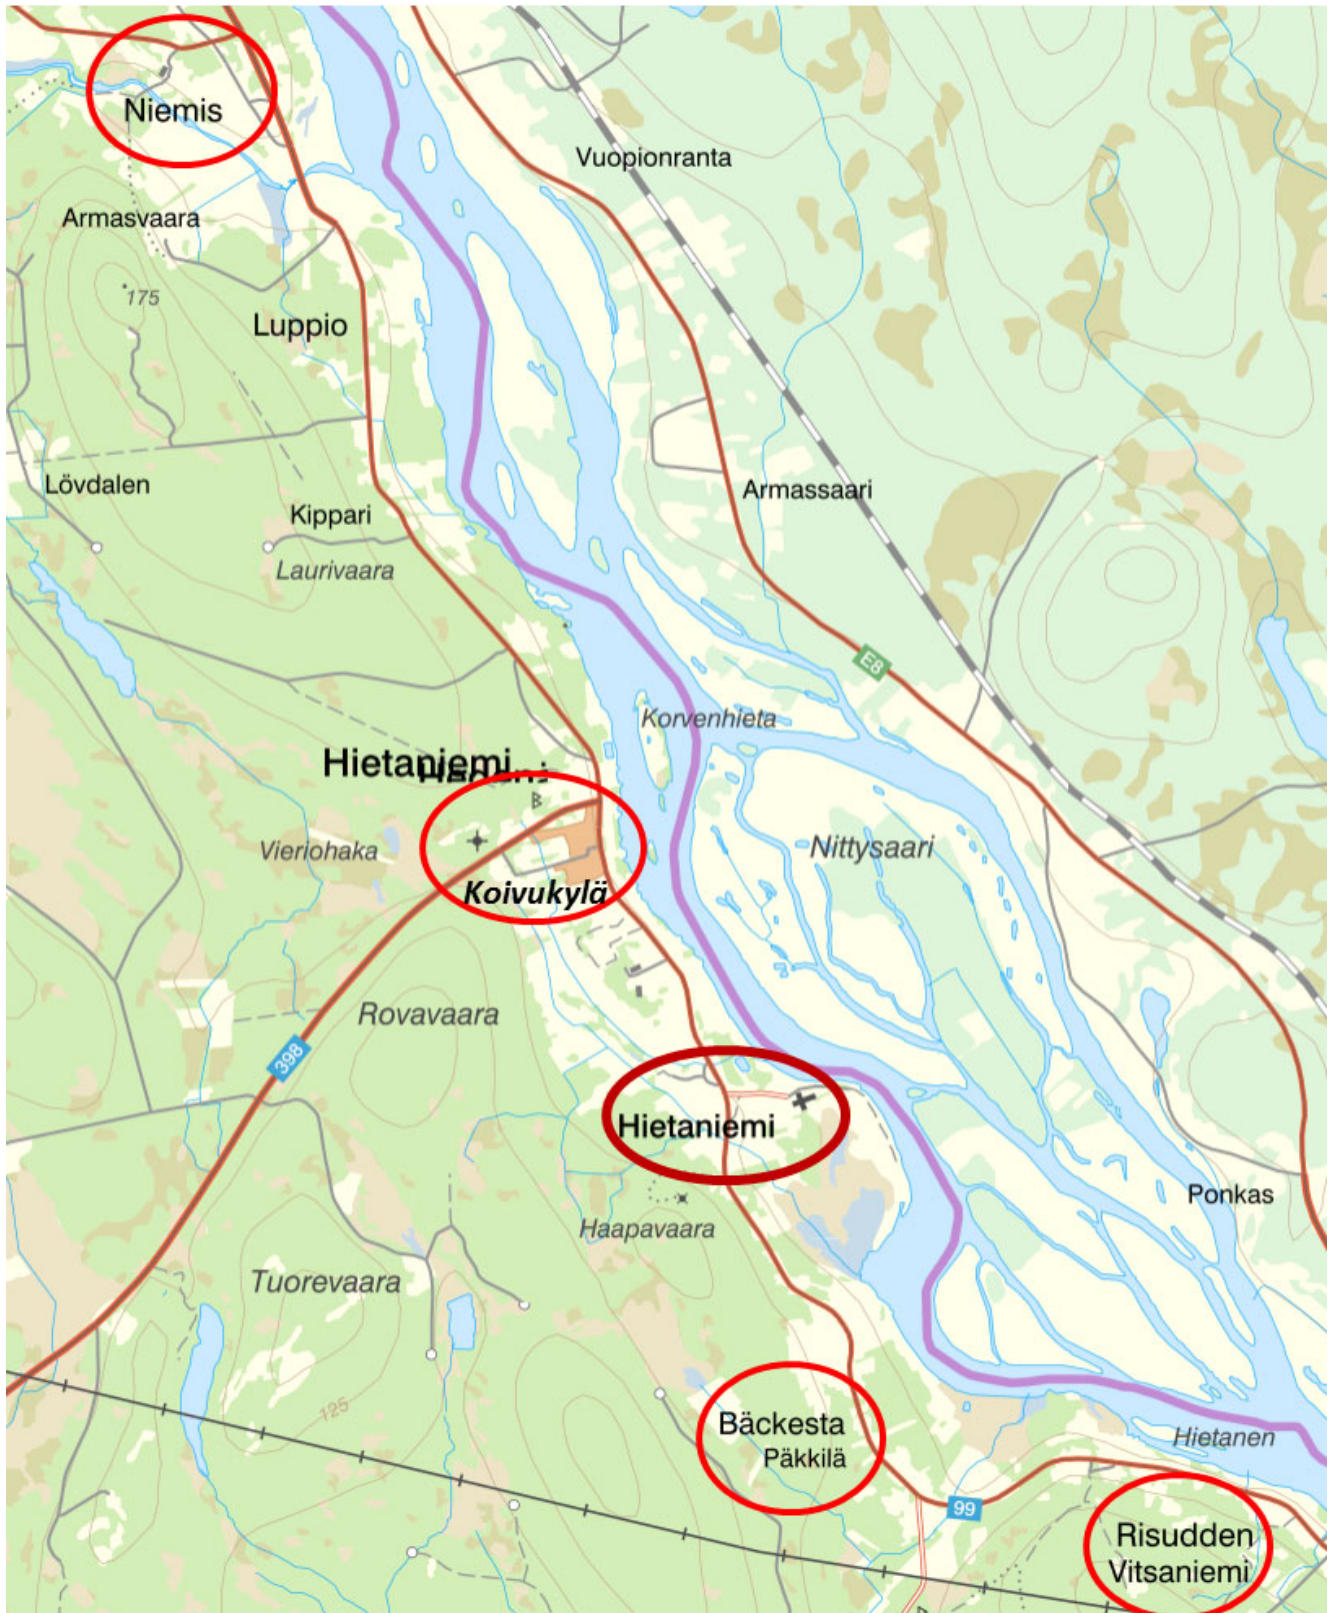 Niemis
Vuopionranta
Armasvaara
175
Luppio
Lövdalen
Armassaari
Kippari
Laurivaara
E8
Korvenhieta
Hietaniemi
Vieriohaka
Nittysaari
Koivukylä
Rovavaara
398
Hietaniemi
Ponkas
Haapavaara
Tuorevaara
125
Bäckesta
Päkkilä
Hietanen
99
Risudden
Vitsaniemi